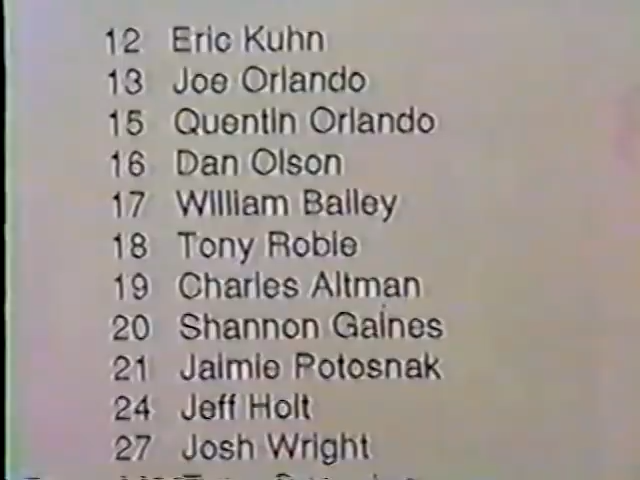 12 Eric Kuhn
13 Joe Orlando
15 Quentin Orlando
16 Dan Olson
17 William Bailey
18 Tony Roble
19 Charles Altman
20 Shannon Gaines
21 Jaimie Potosnak
24 Jeff Holt
27 Josh Wright